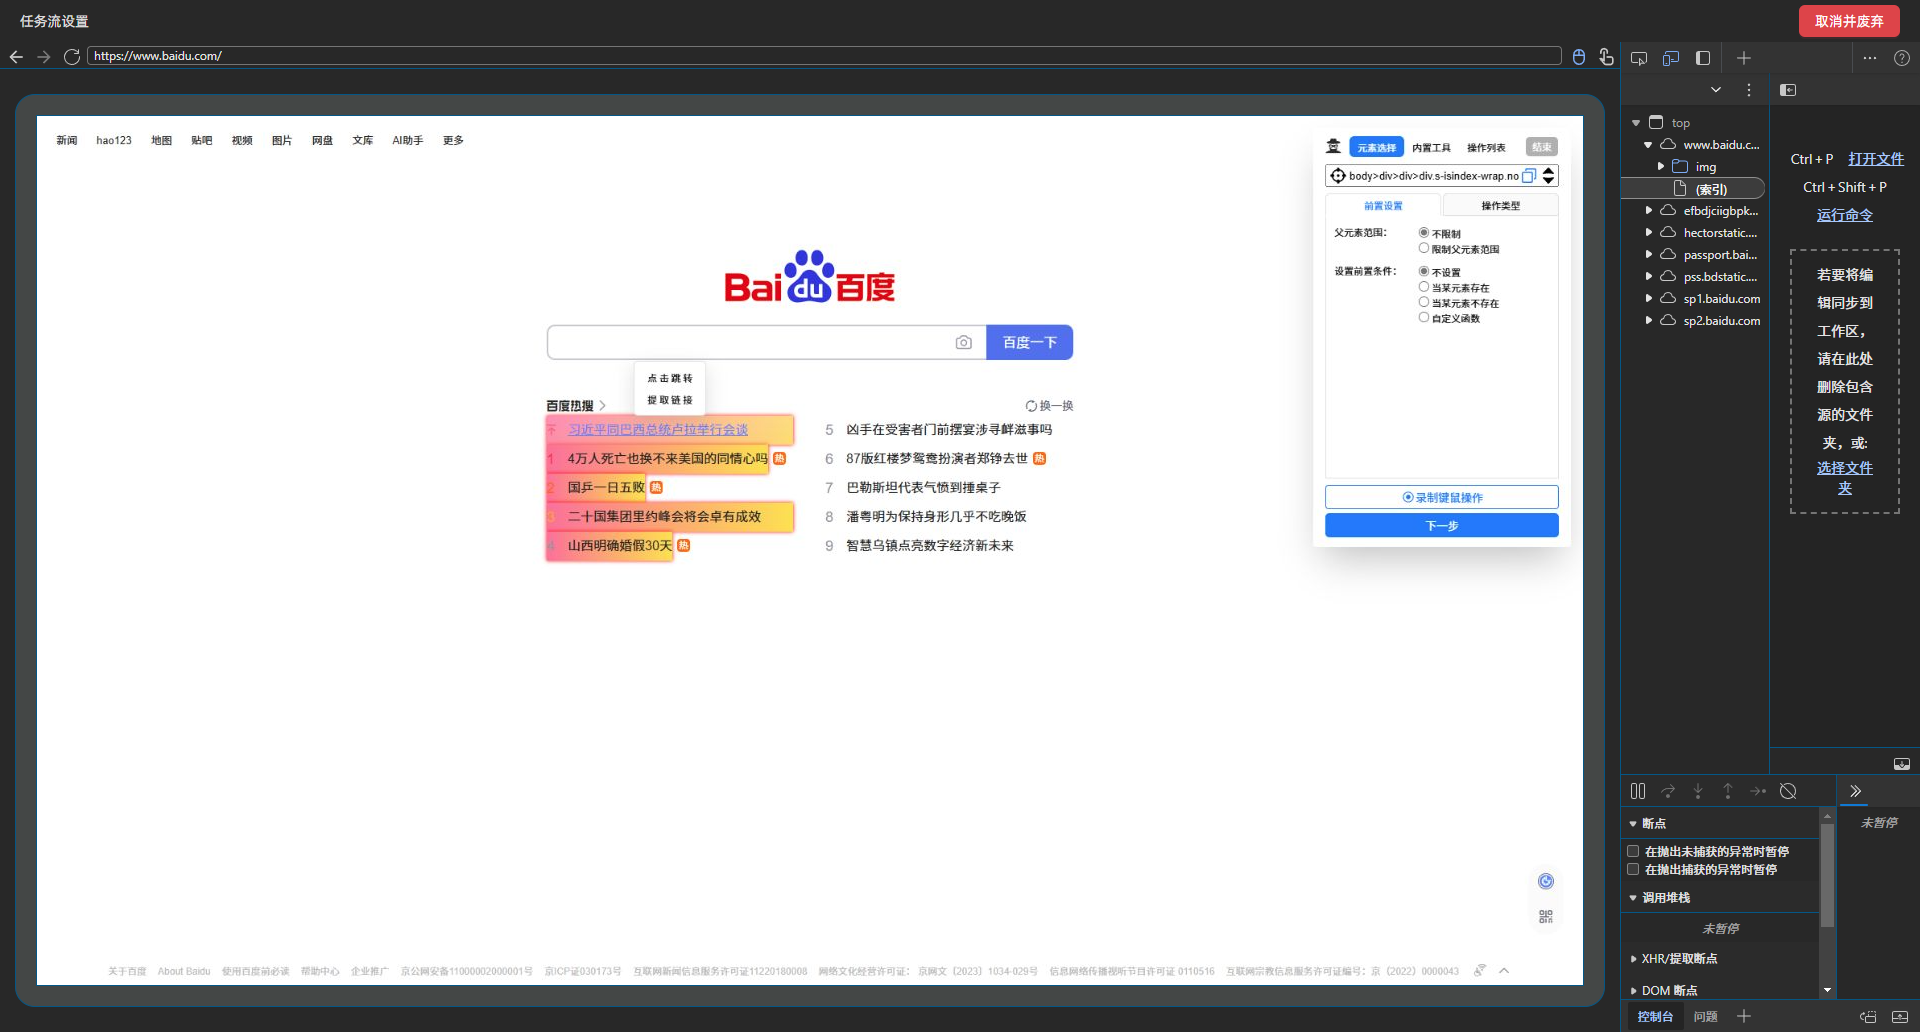 任务流设置
取消并废弃
https://www.baidu.com/
新闻 hao123 地图 贴吧 视频 图片 网盘 文库 AI助手 更多
Bai du 百度
百度一下
点击跳转
提取链接
百度热搜
换一换
习近平同巴西总统卢拉举行会谈
1 4万人死亡也换不来美国的同情心吗 热
2 国乒一日五败 热
3 二十国集团里约峰会将会卓有成效
4 山西明确婚假30天 热
5 凶手在受害者门前摆宴涉寻衅滋事吗
6 87版红楼梦鸳鸯扮演者郑铮去世 热
7 巴勒斯坦代表气愤到捶桌子
8 潘粤明为保持身形几乎不吃晚饭
9 智慧乌镇点亮数字经济新未来
元素选择 内置工具 操作列表 结束
body>div>div>div.s-isindex-wrap.no
前置设置 操作类型
父元素范围：
不限制
限制父元素范围
设置前置条件：
不设置
当某元素存在
当某元素不存在
自定义函数
录制键鼠操作
下一步
关于百度 About Baidu 使用百度前必读 帮助中心 企业推广 京公网安备11000002000001号 京ICP证030173号 互联网新闻信息服务许可证11220180008 网络文化经营许可证： 京网文〔2023〕1034-029号 信息网络传播视听节目许可证 0110516 互联网宗教信息服务许可证编号：京（2022）0000043
top
www.baidu.c...
img
(索引)
efbdjciigbpk...
hectorstatic....
passport.bai...
pss.bdstatic....
sp1.baidu.com
sp2.baidu.com
Ctrl + P 打开文件
Ctrl + Shift + P
运行命令
若要将编
辑同步到
工作区，
请在此处
删除包含
源的文件
夹，或:
选择文件
夹
断点
在抛出未捕获的异常时暂停
在抛出捕获的异常时暂停
调用堆栈
未暂停
XHR/提取断点
DOM 断点
未暂停
控制台 问题